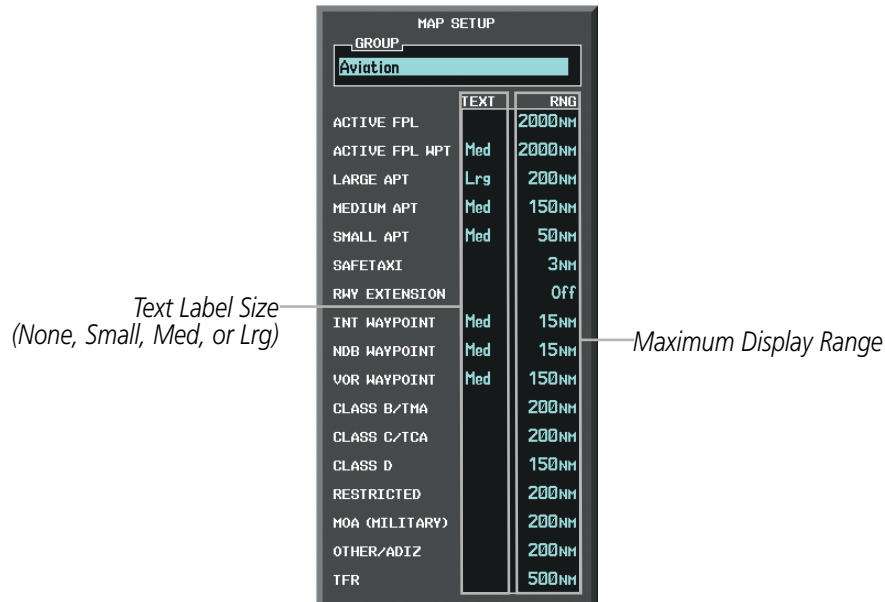 MAP SETUP
GROUP
Aviation
TEXT RNG
ACTIVE FPL 2000NM
ACTIVE FPL WPT Med 2000NM
LARGE APT Lrg 200NM
MEDIUM APT Med 150NM
SMALL APT Med 50NM
SAFETAXI 3NM
RWY EXTENSION Off
INT WAYPOINT Med 15NM
NDB WAYPOINT Med 15NM
VOR WAYPOINT Med 150NM
CLASS B/TMA 200NM
CLASS C/TCA 200NM
CLASS D 150NM
RESTRICTED 200NM
MOA (MILITARY) 200NM
OTHER/ADIZ 200NM
TFR 500NM
Text Label Size
(None, Small, Med, or Lrg)
Maximum Display Range